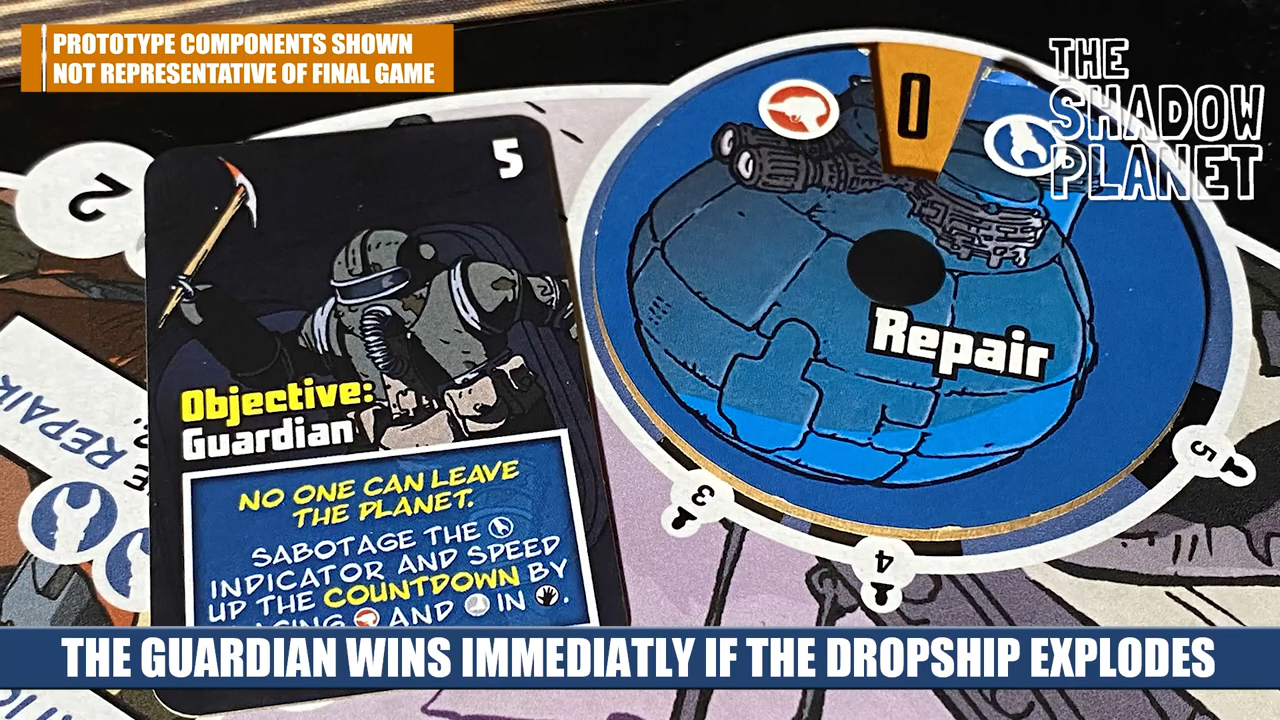 PROTOTYPE COMPONENTS SHOWN
NOT REPRESENTATIVE OF FINAL GAME
THE
SHADOW
PLANET
2
5
0
Repair
Objective:
Guardian
NO ONE CAN LEAVE
THE PLANET.
SABOTAGE THE
INDICATOR AND SPEED
UP THE COUNTDOWN BY
AND IN .
REPAIR
3
4
5
THE GUARDIAN WINS IMMEDIATLY IF THE DROPSHIP EXPLODES